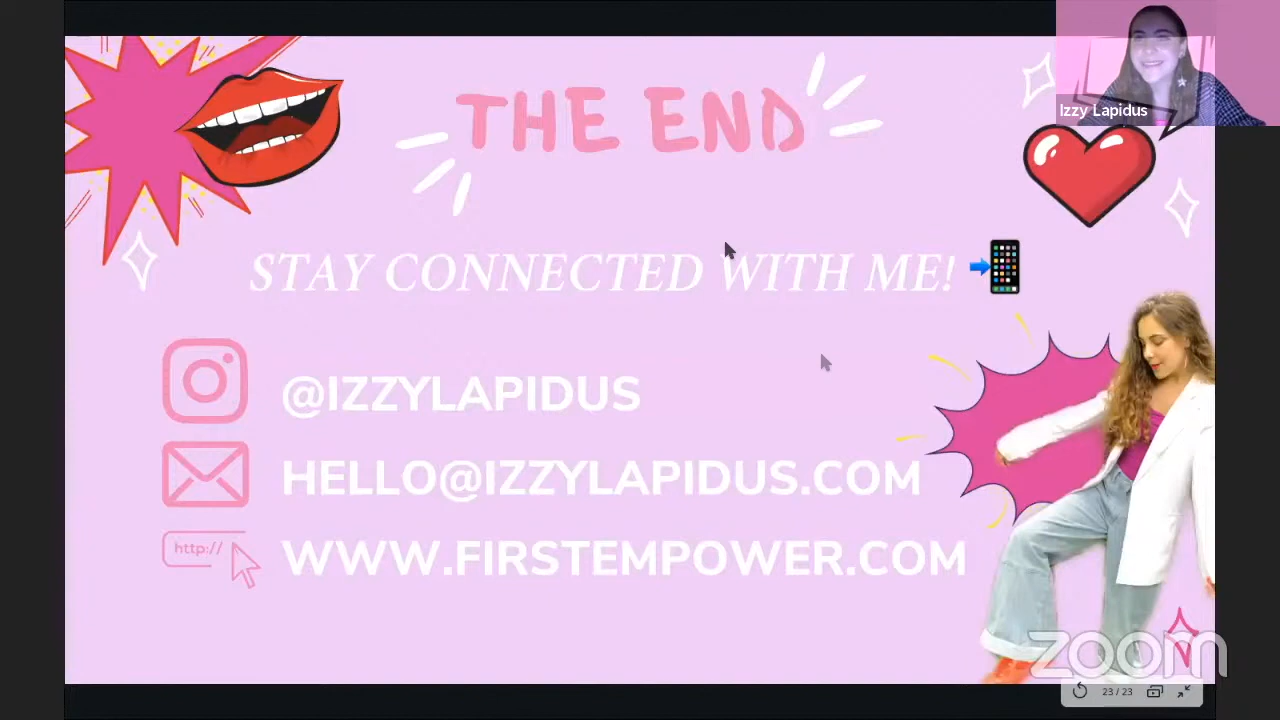 Izzy Lapidus
THE END
STAY CONNECTED WITH ME!
@IZZYLAPIDUS
HELLO@IZZYLAPIDUS.COM
http://
WWW.FIRSTEMPOWER.COM
zoom
23 / 23